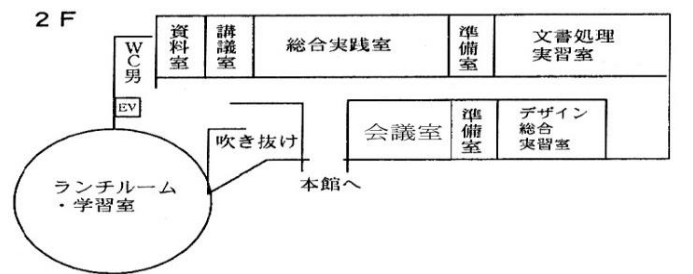 2F
WC男
資料室
講議室
総合実践室
準備室
文書処理
実習室
EV
吹き抜け
会議室
準備室
デザイン
総合
実習室
本館へ
ランチルーム
・学習室